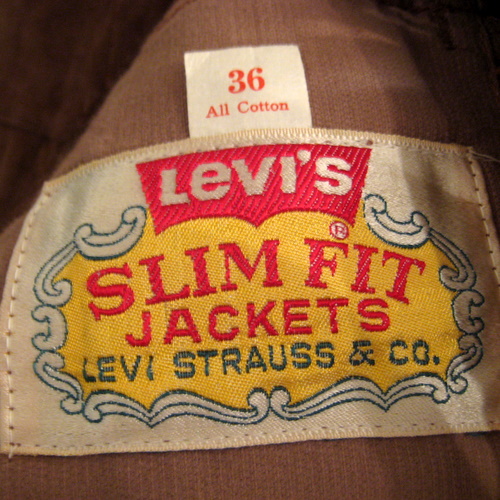 36
All Cotton
Levi's
®
SLIM FIT
JACKETS
LEVI STRAUSS & CO.